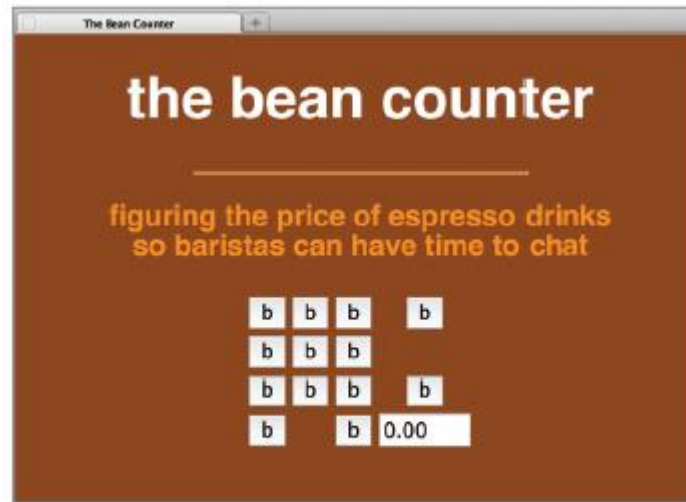 The Bean Counter
+
the bean counter
figuring the price of espresso drinks
so baristas can have time to chat
b b b b
b b b
b b b b
b b 0.00